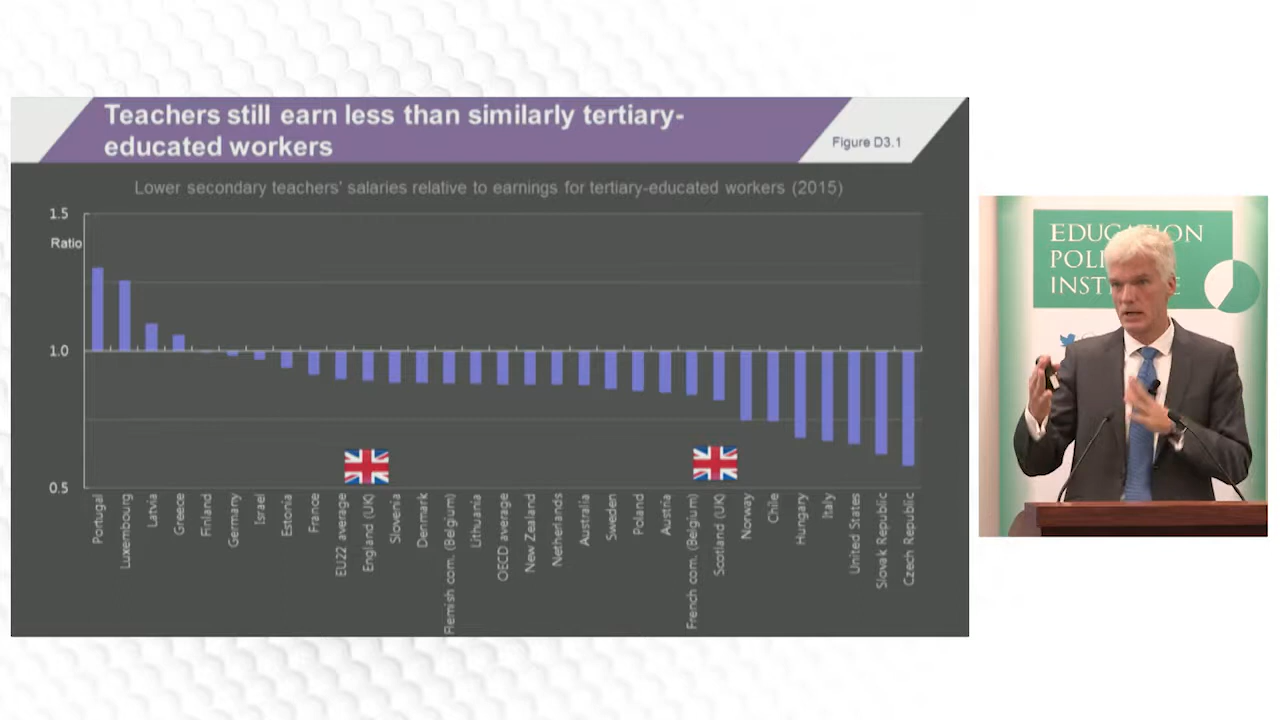 Teachers still earn less than similarly tertiary-
educated workers
Figure D3.1
Lower secondary teachers' salaries relative to earnings for tertiary-educated workers (2015)
1.5
Ratio
1.0
0.5
Portugal
Luxembourg
Latvia
Greece
Finland
Germany
Israel
Estonia
France
EU22 average
England (UK)
Slovenia
Denmark
Flemish com. (Belgium)
Lithuania
OECD average
New Zealand
Netherlands
Australia
Sweden
Poland
Austria
French com. (Belgium)
Scotland (UK)
Norway
Chile
Hungary
Italy
United States
Slovak Republic
Czech Republic
EDUCATION